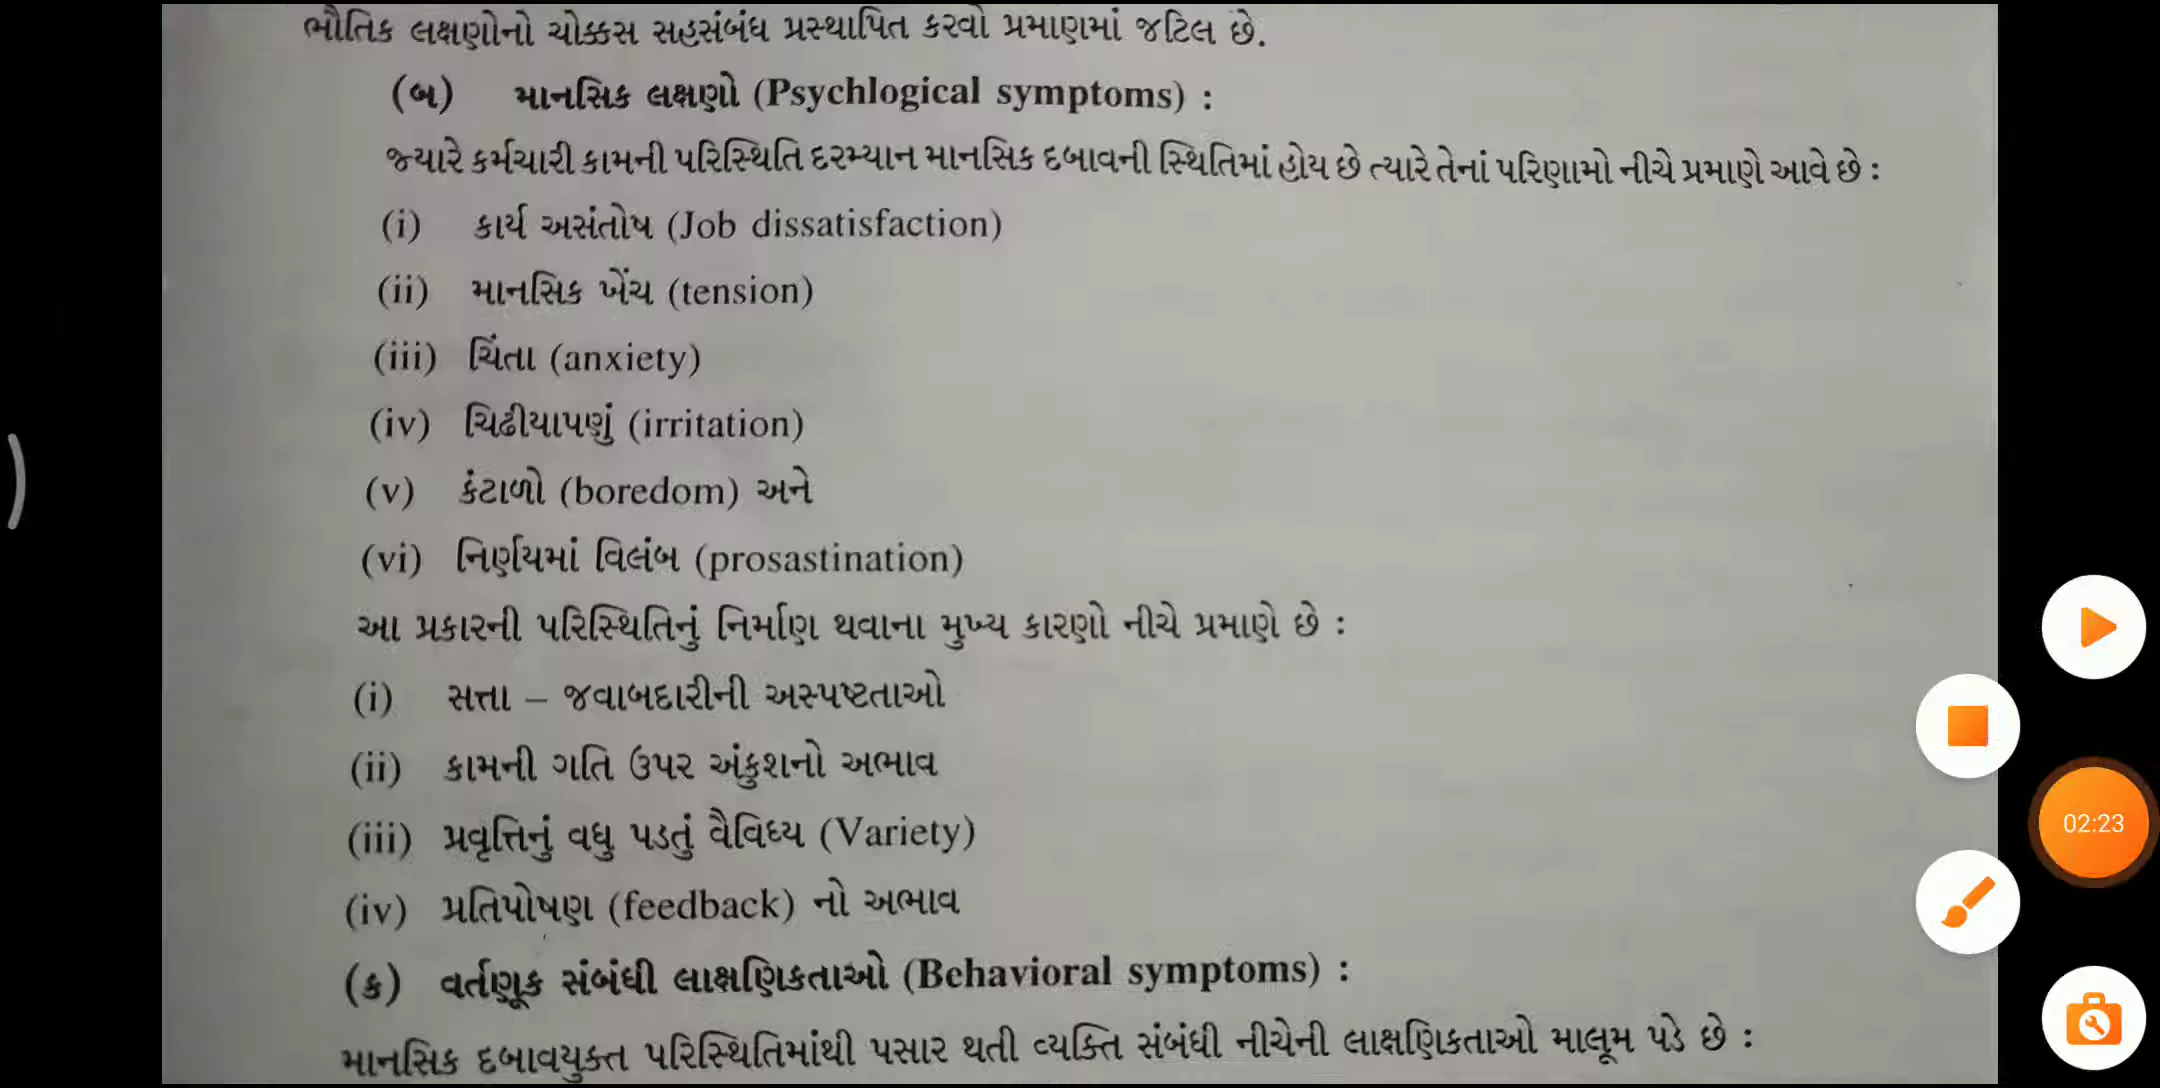 ભૌતિક લક્ષણોનો ચોક્કસ સહસંબંધ પ્રસ્થાપિત કરવો પ્રમાણમાં જટિલ છે.
(બ) માનસિક લક્ષણો (Psychlogical symptoms) :
જ્યારે કર્મચારી કામની પરિસ્થિતિ દરમ્યાન માનસિક દબાવની સ્થિતિમાં હોય છે ત્યારે તેનાં પરિણામો નીચે પ્રમાણે આવે છે :
(i) કાર્ય અસંતોષ (Job dissatisfaction)
(ii) માનસિક ખેંચ (tension)
(iii) ચિંતા (anxiety)
(iv) ચિઢીયાપણું (irritation)
(v) કંટાળો (boredom) અને
(vi) નિર્ણયમાં વિલંબ (prosastination)
આ પ્રકારની પરિસ્થિતિનું નિર્માણ થવાના મુખ્ય કારણો નીચે પ્રમાણે છે :
(i) સત્તા – જવાબદારીની અસ્પષ્ટતાઓ
(ii) કામની ગતિ ઉપર અંકુશનો અભાવ
(iii) પ્રવૃત્તિનું વધુ પડતું વૈવિધ્ય (Variety)
(iv) પ્રતિપોષણ (feedback) નો અભાવ
(ક) વર્તણૂક સંબંધી લાક્ષણિકતાઓ (Behavioral symptoms) :
માનસિક દબાવયુક્ત પરિસ્થિતિમાંથી પસાર થતી વ્યક્તિ સંબંધી નીચેની લાક્ષણિકતાઓ માલૂમ પડે છે :
02:23